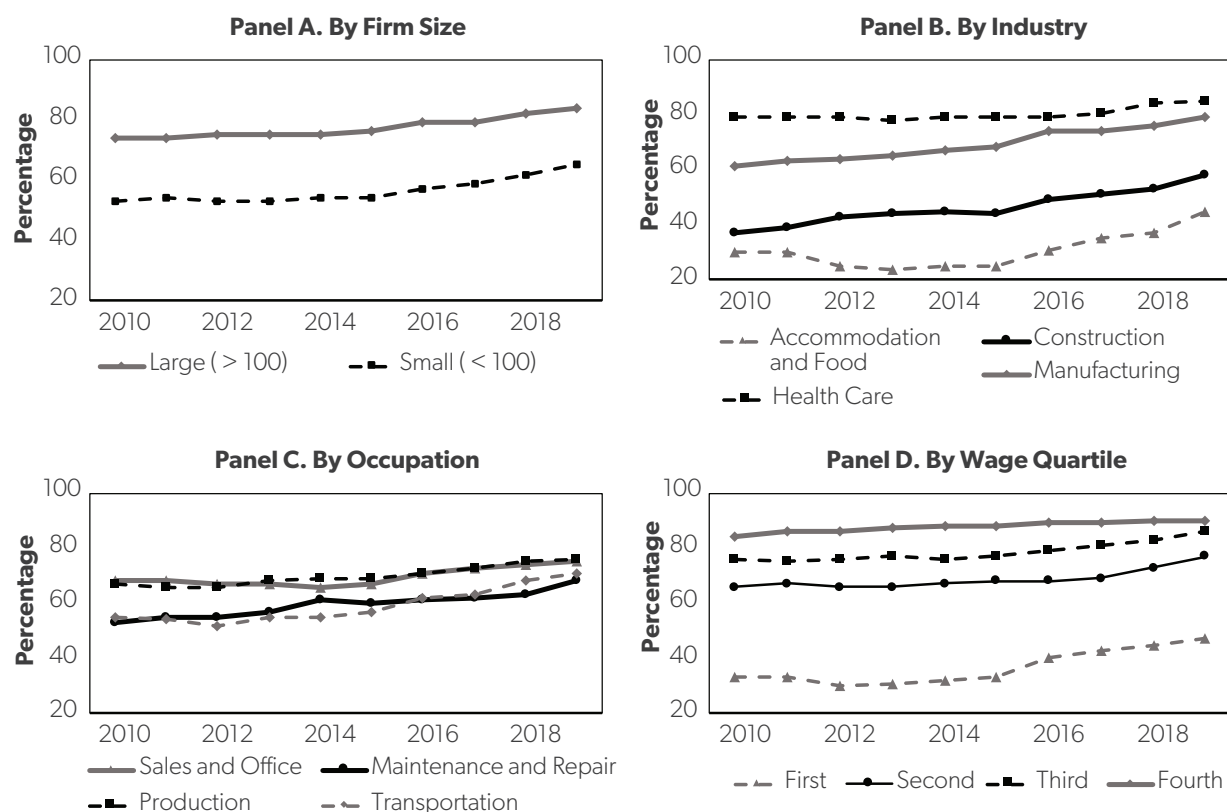 Panel A. By Firm Size
100
80
60
40
20
Percentage
2010 2012 2014 2016 2018
Large ( > 100) Small ( < 100)
Panel B. By Industry
100
80
60
40
20
Percentage
2010 2012 2014 2016 2018
Accommodation
and Food
Construction
Manufacturing
Health Care
Panel C. By Occupation
100
80
60
40
20
Percentage
2010 2012 2014 2016 2018
Sales and Office Maintenance and Repair
Production Transportation
Panel D. By Wage Quartile
100
80
60
40
20
Percentage
2010 2012 2014 2016 2018
First Second Third Fourth